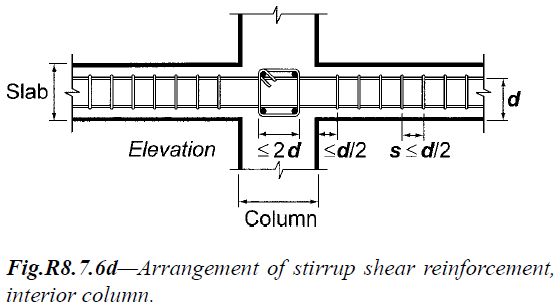 Slab
d
Elevation ≤2d ≤d/2 s≤d/2
Column
Fig.R8.7.6d—Arrangement of stirrup shear reinforcement,
interior column.